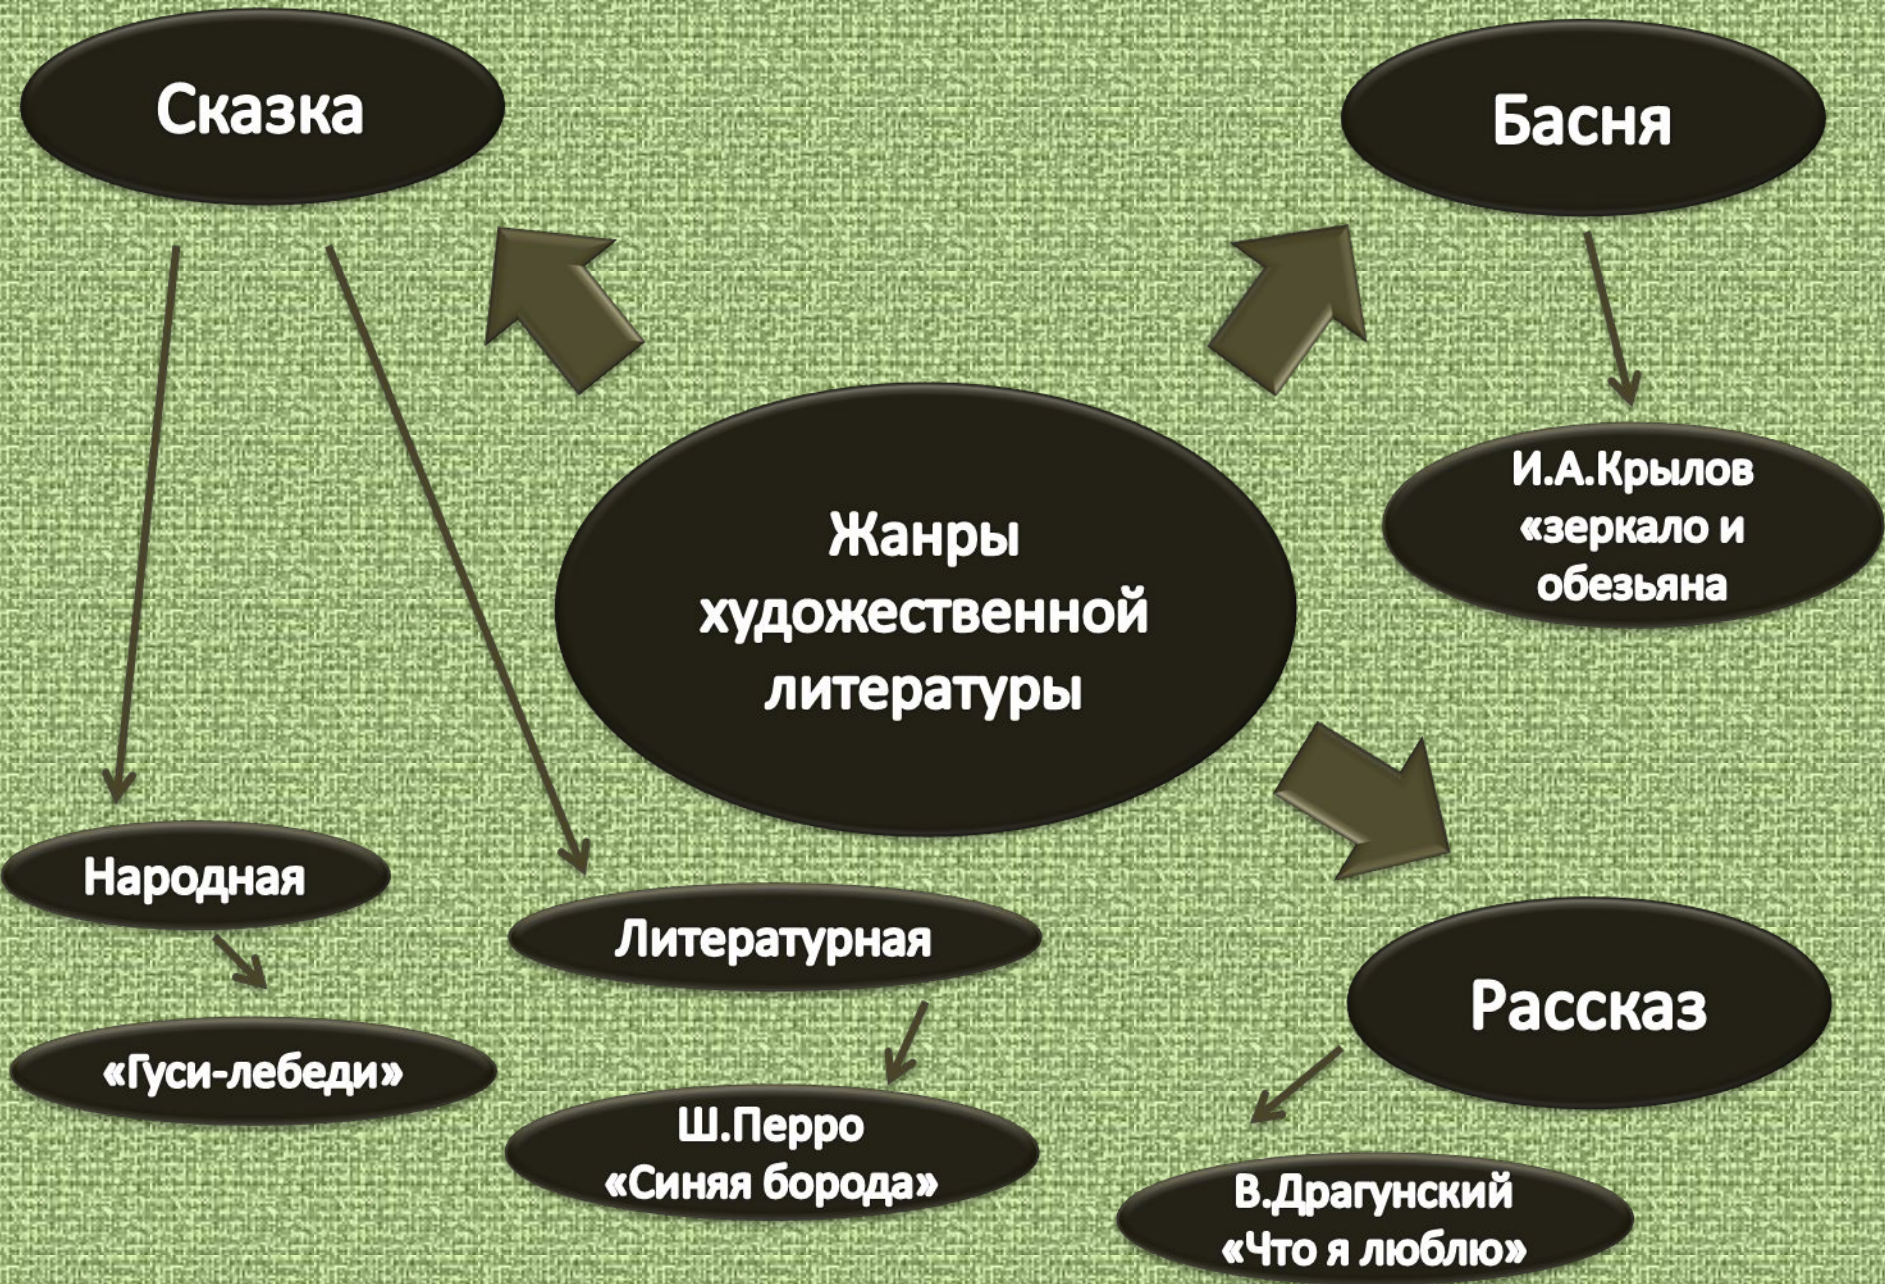 Сказка
Басня
И.А.Крылов
«зеркало и
обезьяна
Жанры
художественной
литературы
Народная
Литературная
Рассказ
«Гуси-лебеди»
Ш.Перро
«Синяя борода»
В.Драгунский
«Что я люблю»